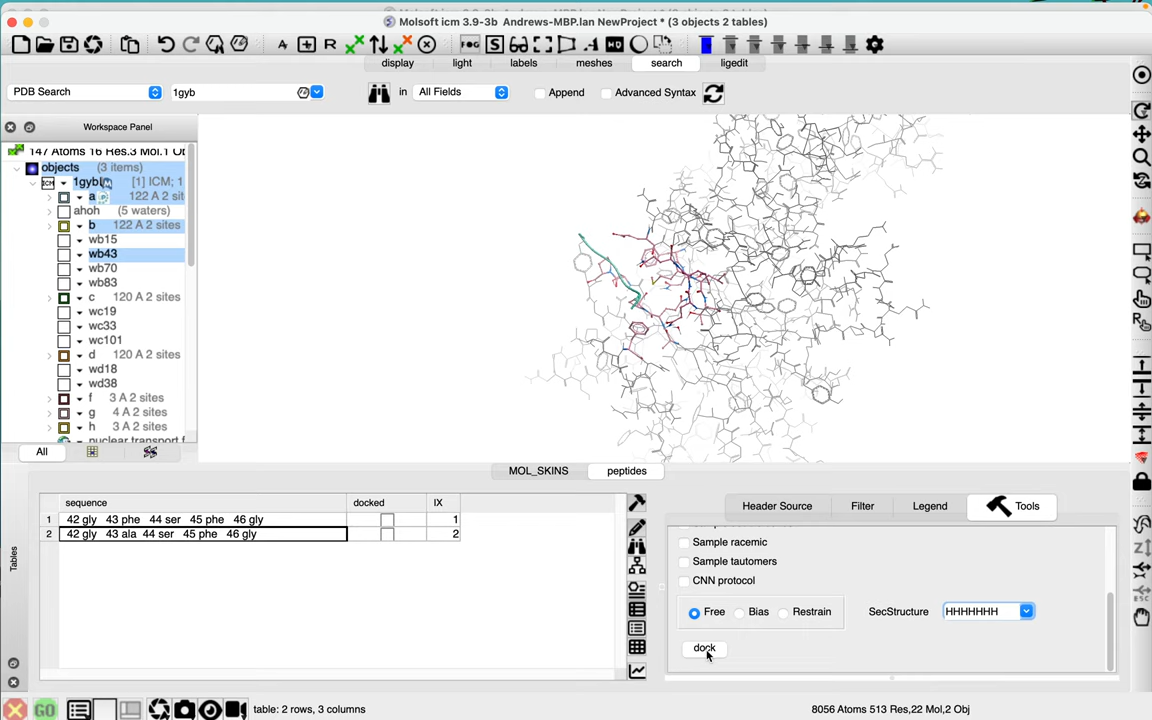 Molsoft icm 3.9-3b Andrews-MBP.lan NewProject * (3 objects 2 tables)
A R FOG S A HD
display light labels meshes search ligedit
PDB Search 1gyb in All Fields Append Advanced Syntax
Workspace Panel
147 Atoms 16 Res.3 Mol.1 O
objects (3 items)
ICM 1gyb [1] ICM; 1
a 122 A 2 sit
ahoh (5 waters)
b 122 A 2 sites
wb15
wb43
wb70
wb83
c 120 A 2 sites
wc19
wc33
wc101
d 120 A 2 sites
wd18
wd38
f 3 A 2 sites
g 4 A 2 sites
h 3 A 2 sites
nuclear transport f
All
MOL_SKINS peptides
sequence docked IX
1 42 gly 43 phe 44 ser 45 phe 46 gly 1
2 42 gly 43 ala 44 ser 45 phe 46 gly 2
Tables
Header Source Filter Legend Tools
Sample racemic
Sample tautomers
CNN protocol
Free Bias Restrain SecStructure HHHHHHH
dock
GO table: 2 rows, 3 columns 8056 Atoms 513 Res,22 Mol,2 Obj